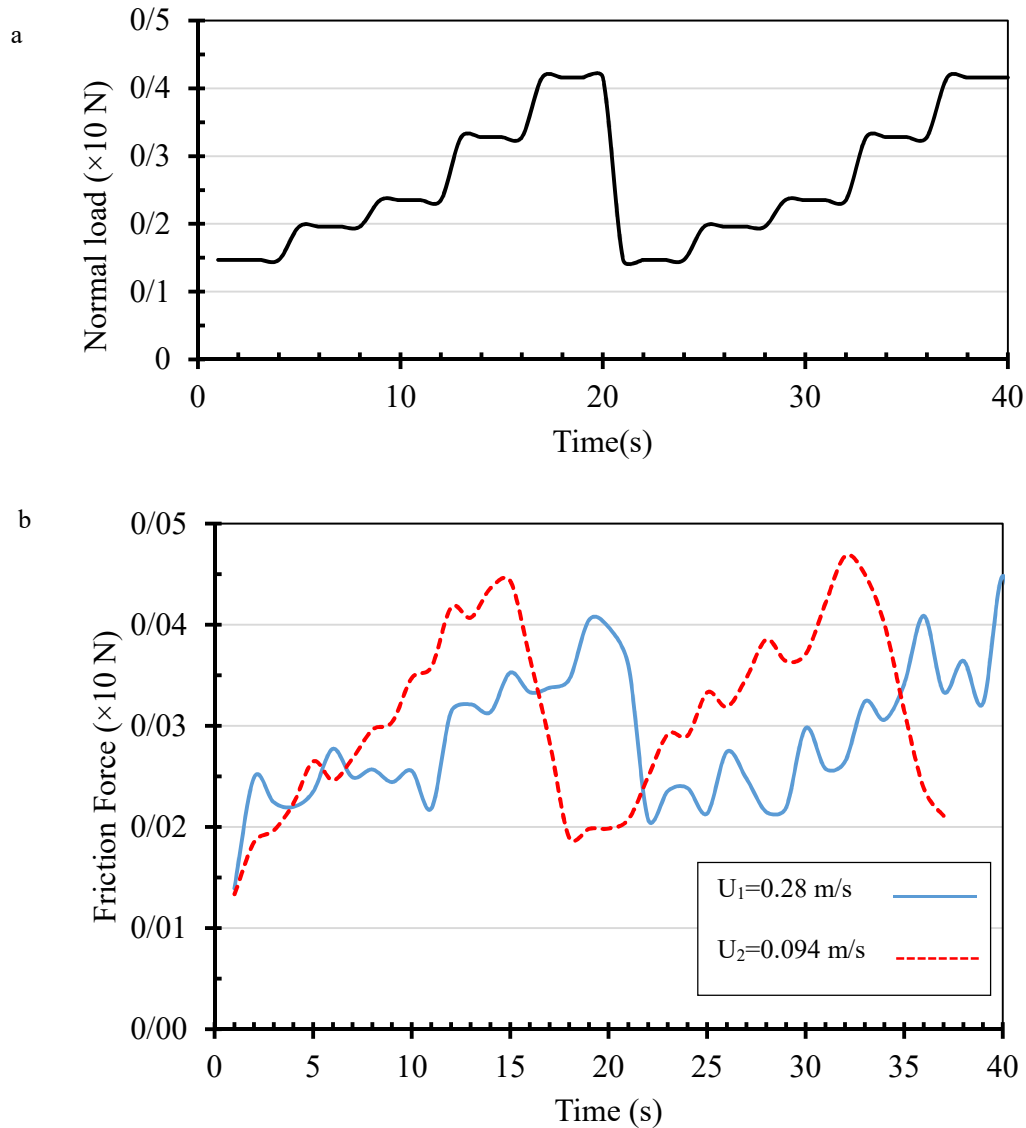 a
Normal load (×10 N)
0/5
0/4
0/3
0/2
0/1
0
0 10 20 30 40
Time(s)
b
Friction Force (×10 N)
0/05
0/04
0/03
0/02
0/01
0/00
U1=0.28 m/s
U2=0.094 m/s
0 5 10 15 20 25 30 35 40
Time (s)